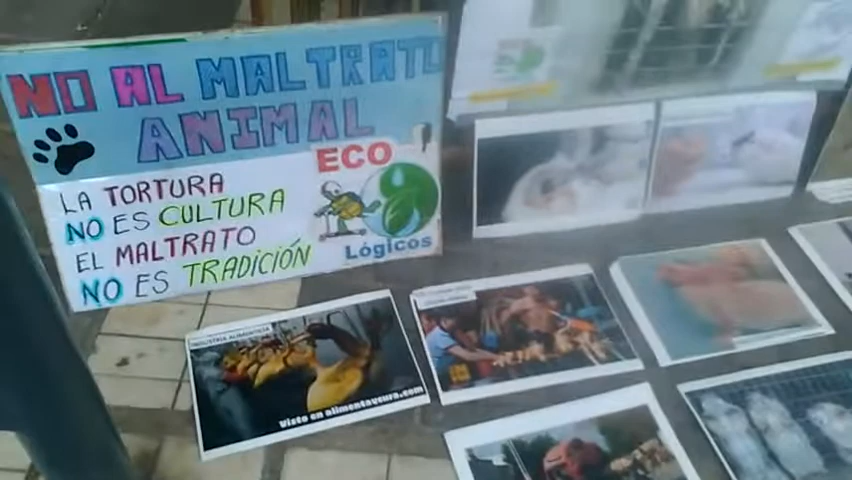 NO AL MALTRATO
ANIMAL
LA TORTURA
NO ES CULTURA
EL MALTRATO
NO ES TRADICIÓN
ECO
Lógicos
INDUSTRIA ALIMENTICIA
Visto en alimentaycura.com